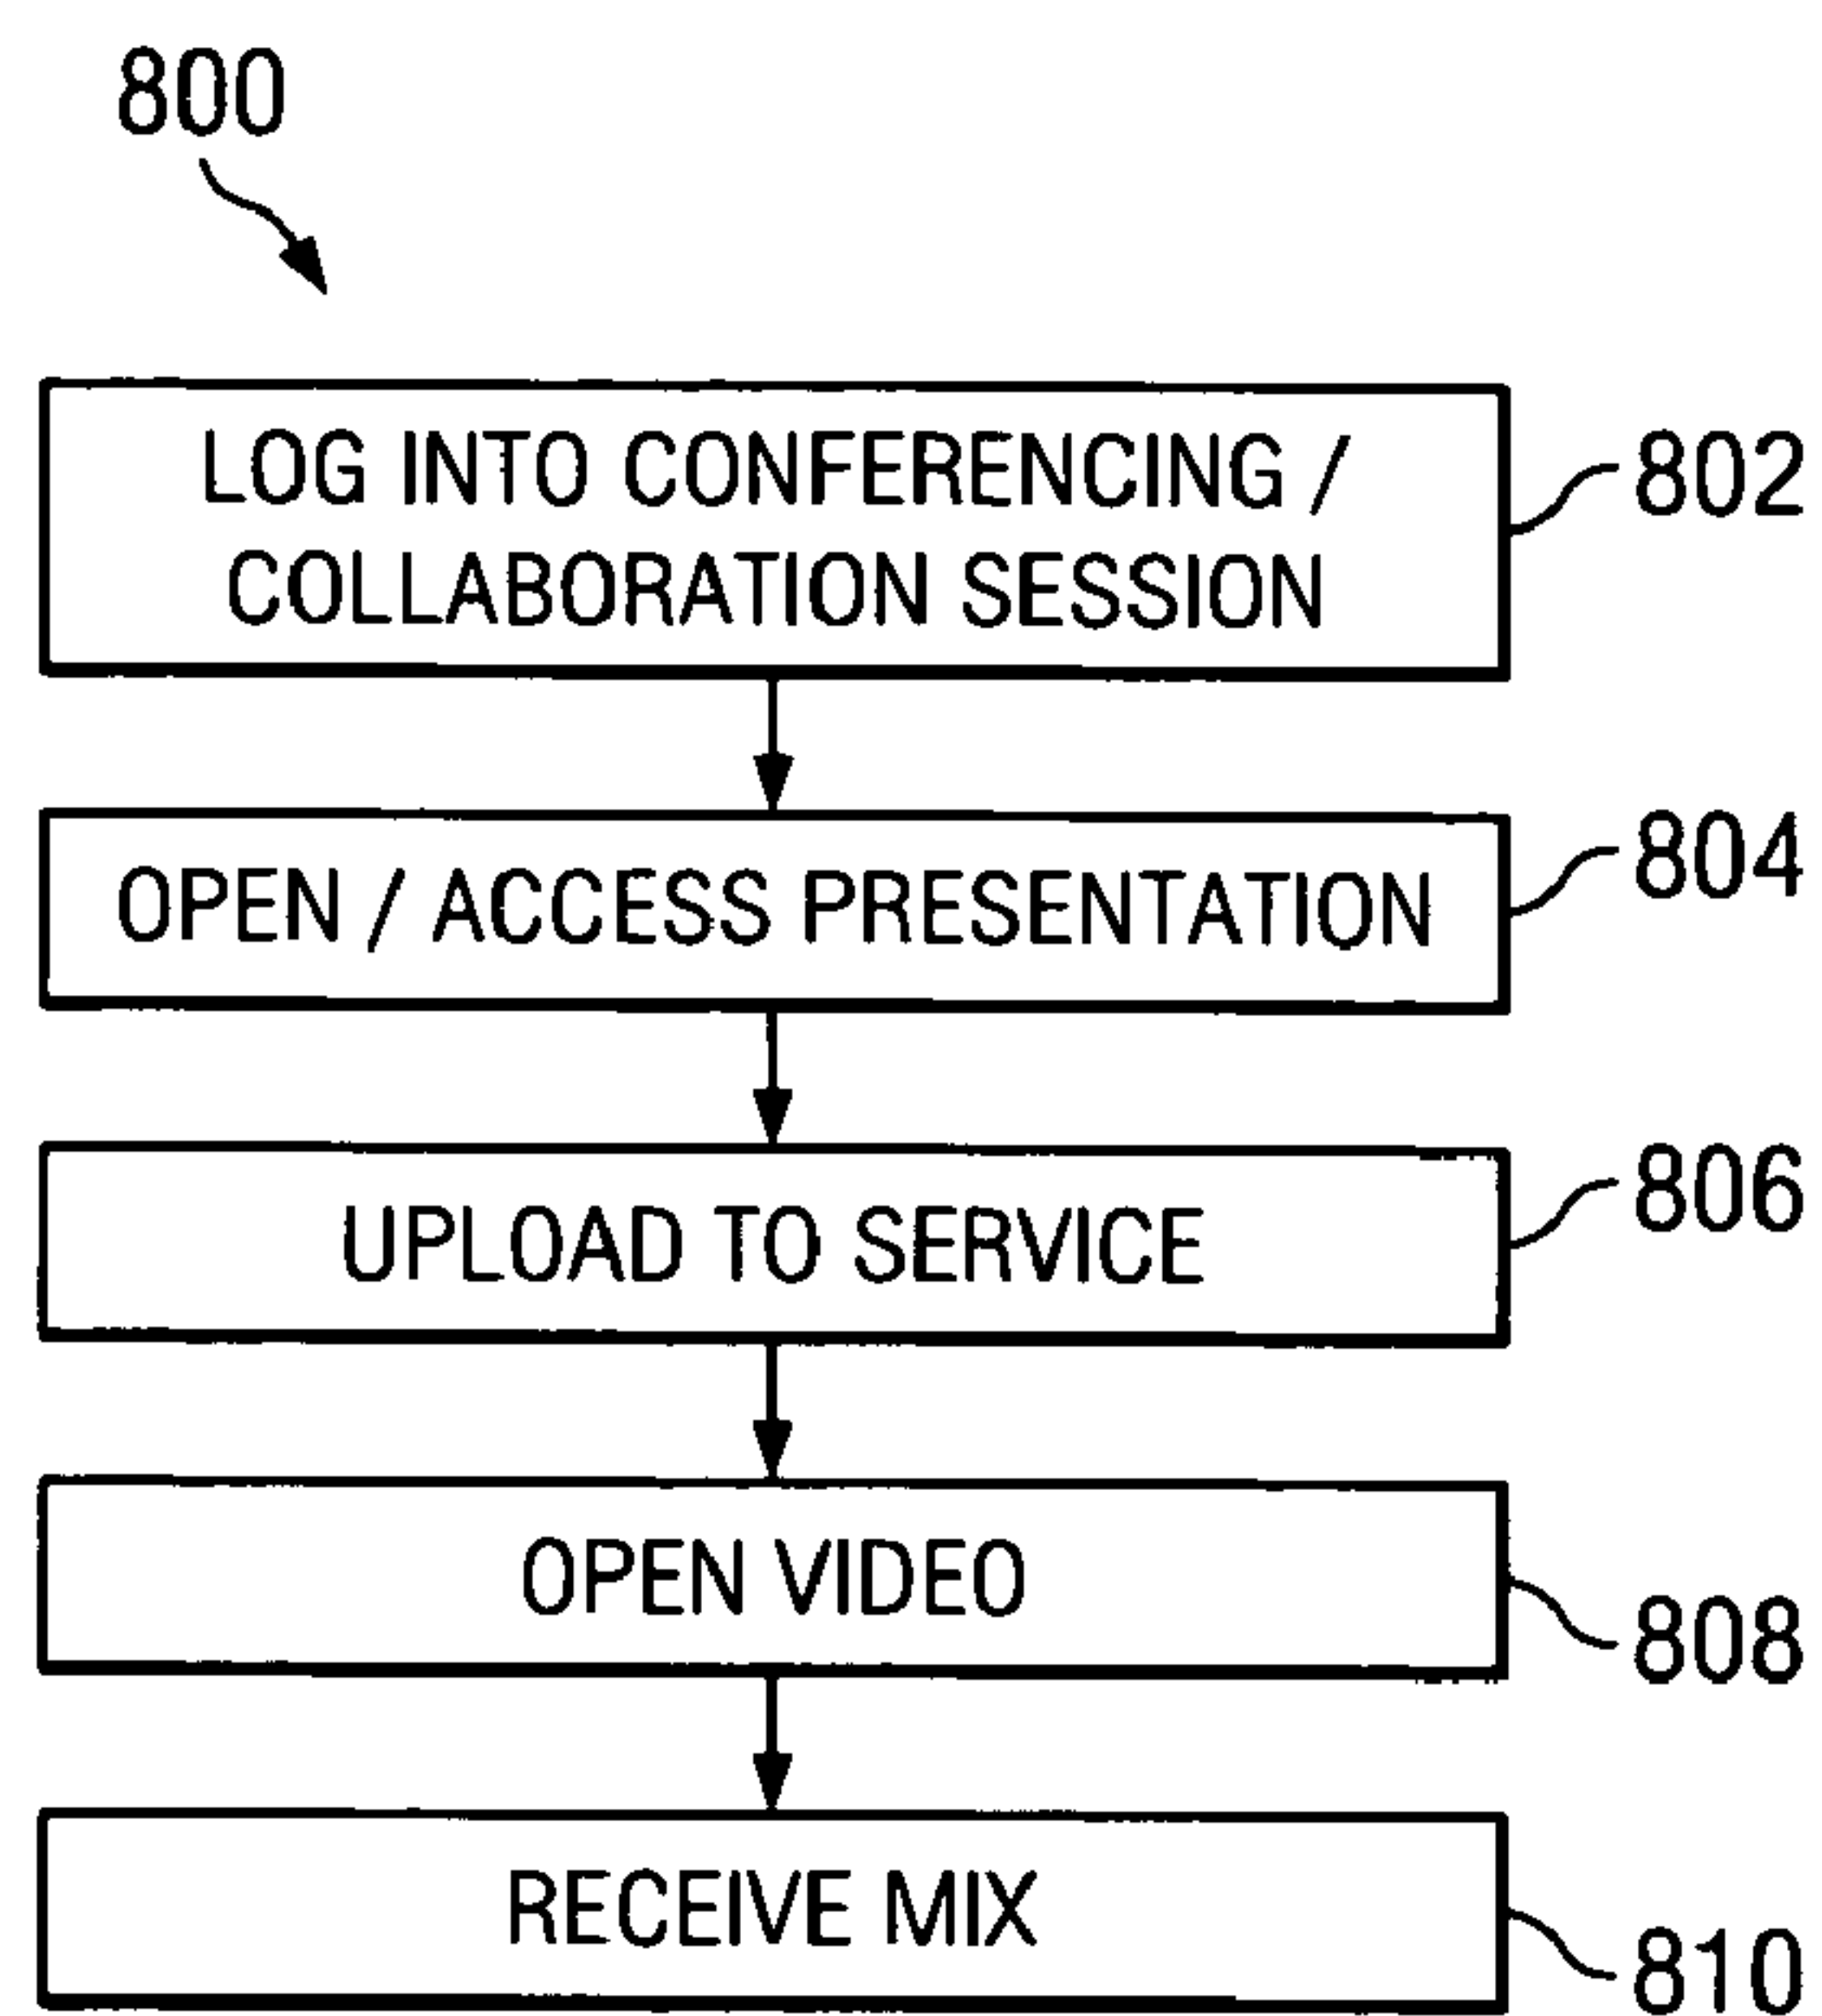 800
LOG INTO CONFERENCING /
COLLABORATION SESSION
802
OPEN / ACCESS PRESENTATION
804
UPLOAD TO SERVICE
806
OPEN VIDEO
808
RECEIVE MIX
810